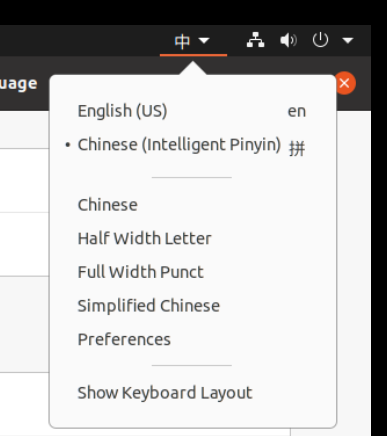 中
uage
English (US) en
• Chinese (Intelligent Pinyin) 拼
Chinese
Half Width Letter
Full Width Punct
Simplified Chinese
Preferences
Show Keyboard Layout